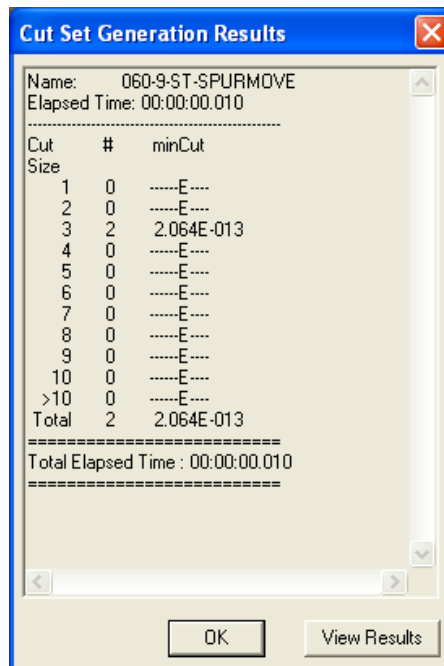 Cut Set Generation Results
Name: 060-9-ST-SPURMOVE
Elapsed Time: 00:00:00.010
---------------------------------------------
Cut # minCut
Size
1 0 ------E----
2 0 ------E----
3 2 2.064E-013
4 0 ------E----
5 0 ------E----
6 0 ------E----
7 0 ------E----
8 0 ------E----
9 0 ------E----
10 0 ------E----
>10 0 ------E----
Total 2 2.064E-013
===========================
Total Elapsed Time : 00:00:00.010
===========================
OK View Results